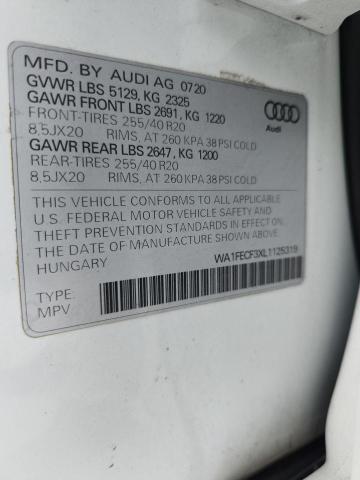 MFD. BY AUDI AG 0720
GVWR LBS 5129, KG 2325
GAWR FRONT LBS 2691, KG 1220
FRONT-TIRES 255/40 R20
8,5JX20 RIMS, AT 260 KPA 38 PSI COLD
GAWR REAR LBS 2647, KG 1200
REAR-TIRES 255/40 R20
8,5JX20 RIMS, AT 260 KPA 38 PSI COLD
Audi
THIS VEHICLE CONFORMS TO ALL APPLICABLE
U.S. FEDERAL MOTOR VEHICLE SAFETY AND
THEFT PREVENTION STANDARDS IN EFFECT ON
THE DATE OF MANUFACTURE SHOWN ABOVE.
HUNGARY
WA1FECF3XL1125319
TYPE:
MPV